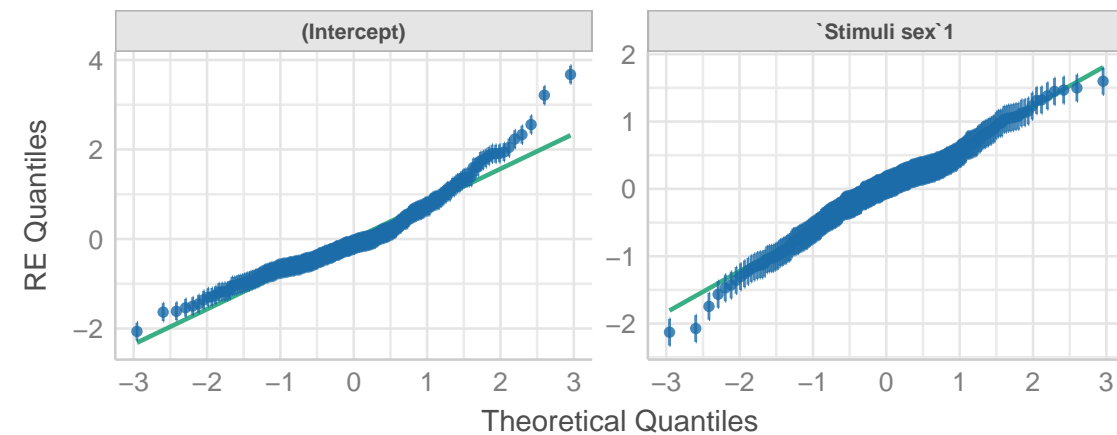 (Intercept)
`Stimuli sex`1
RE Quantiles
4
2
0
−2
−3 −2 −1 0 1 2 3
2
1
0
−1
−2
−3 −2 −1 0 1 2 3
Theoretical Quantiles